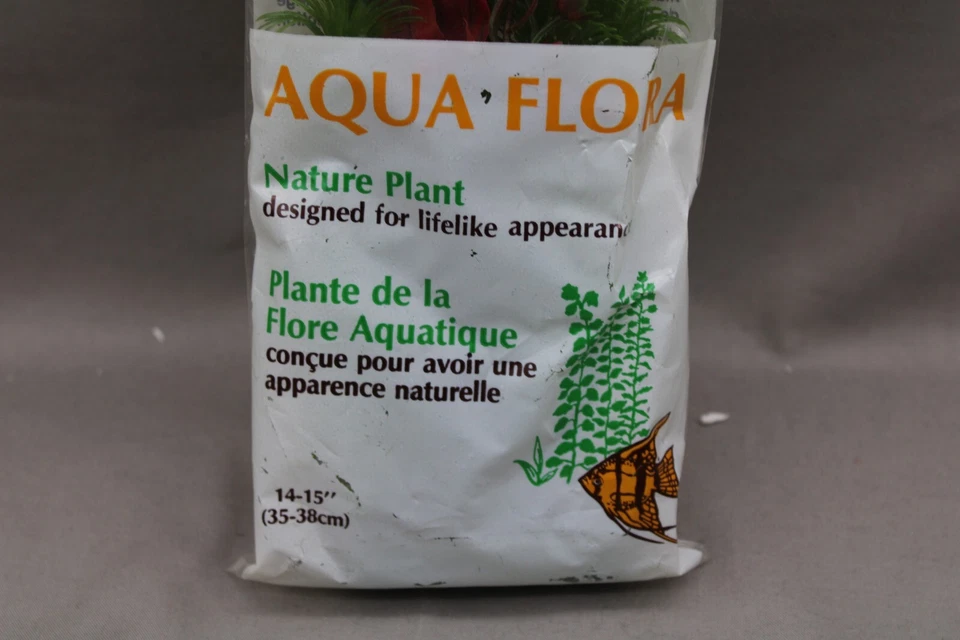 AQUA FLORA
Nature Plant
designed for lifelike
Plante de la
Flore Aquatique
conçue pour avoir une
apparence naturelle
14-15’’
(35-38cm)